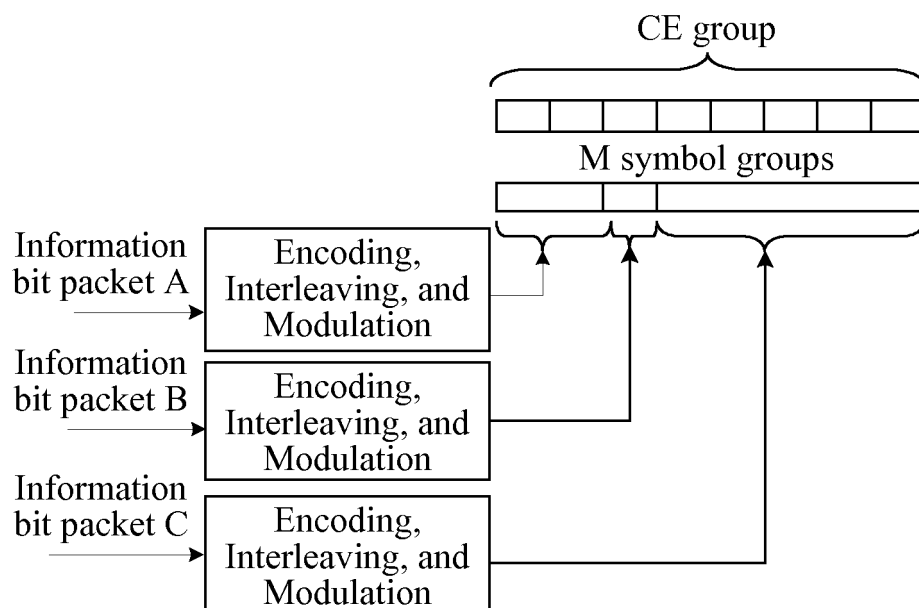 CE group
M symbol groups
Information
bit packet A
Encoding,
Interleaving, and
Modulation
Information
bit packet B
Encoding,
Interleaving, and
Modulation
Information
bit packet C
Encoding,
Interleaving, and
Modulation